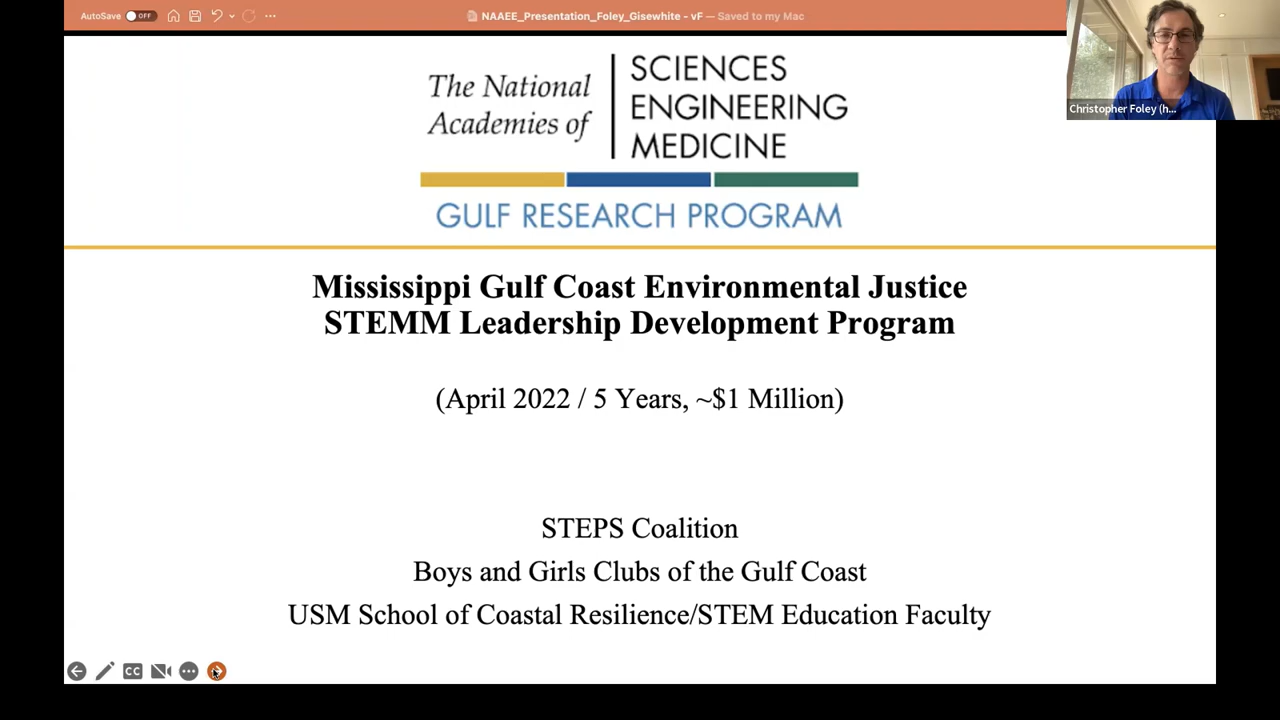 AutoSave OFF
NAAEE_Presentation_Foley_Gisewhite - vF — Saved to my Mac
Christopher Foley (h...
The National
Academies of
SCIENCES
ENGINEERING
MEDICINE
GULF RESEARCH PROGRAM
Mississippi Gulf Coast Environmental Justice
STEMM Leadership Development Program
(April 2022 / 5 Years, ~$1 Million)
STEPS Coalition
Boys and Girls Clubs of the Gulf Coast
USM School of Coastal Resilience/STEM Education Faculty
CC